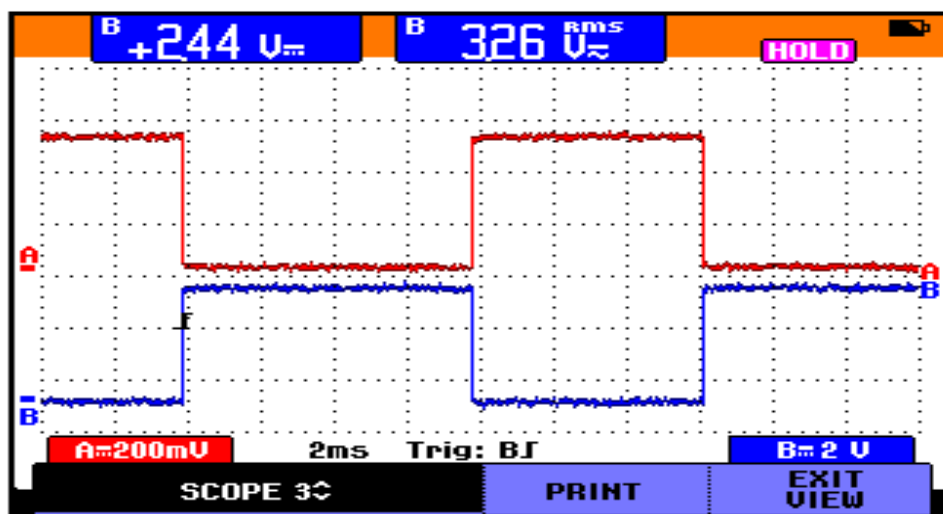 B +2.44 V⎓ B 3.26 rms V≂
HOLD
A
A
B
B
A⎓200mV 2ms Trig: B∫ B⎓ 2 V
SCOPE 3 PRINT EXIT VIEW